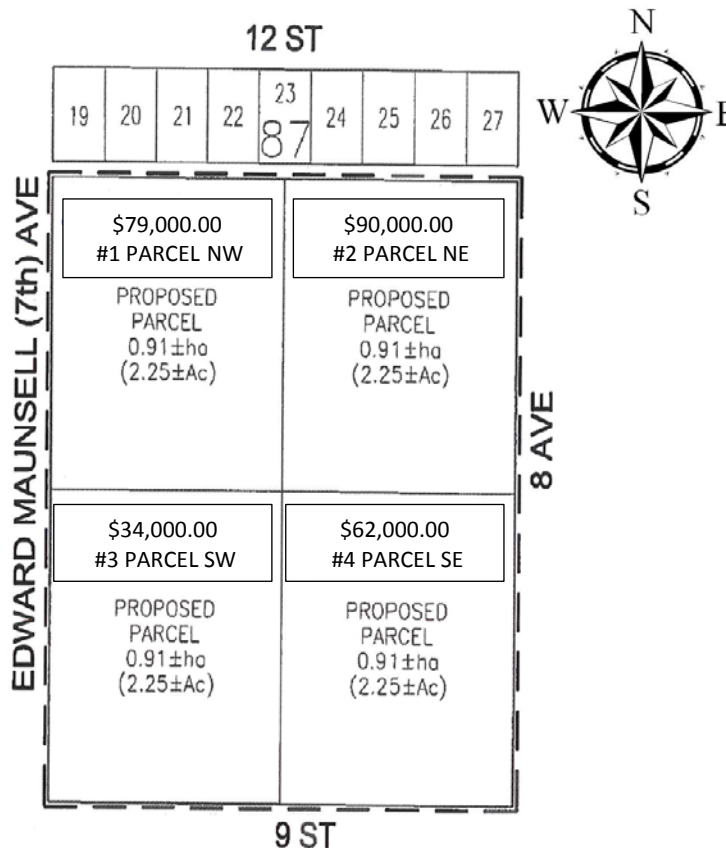 12 ST
N
W
E
S
19 20 21 22 23 24 25 26 27
87
EDWARD MAUNSELL (7th) AVE
$79,000.00
#1 PARCEL NW
PROPOSED
PARCEL
0.91±ha
(2.25±Ac)
$90,000.00
#2 PARCEL NE
PROPOSED
PARCEL
0.91±ha
(2.25±Ac)
8 AVE
$34,000.00
#3 PARCEL SW
PROPOSED
PARCEL
0.91±ha
(2.25±Ac)
$62,000.00
#4 PARCEL SE
PROPOSED
PARCEL
0.91±ha
(2.25±Ac)
9 ST